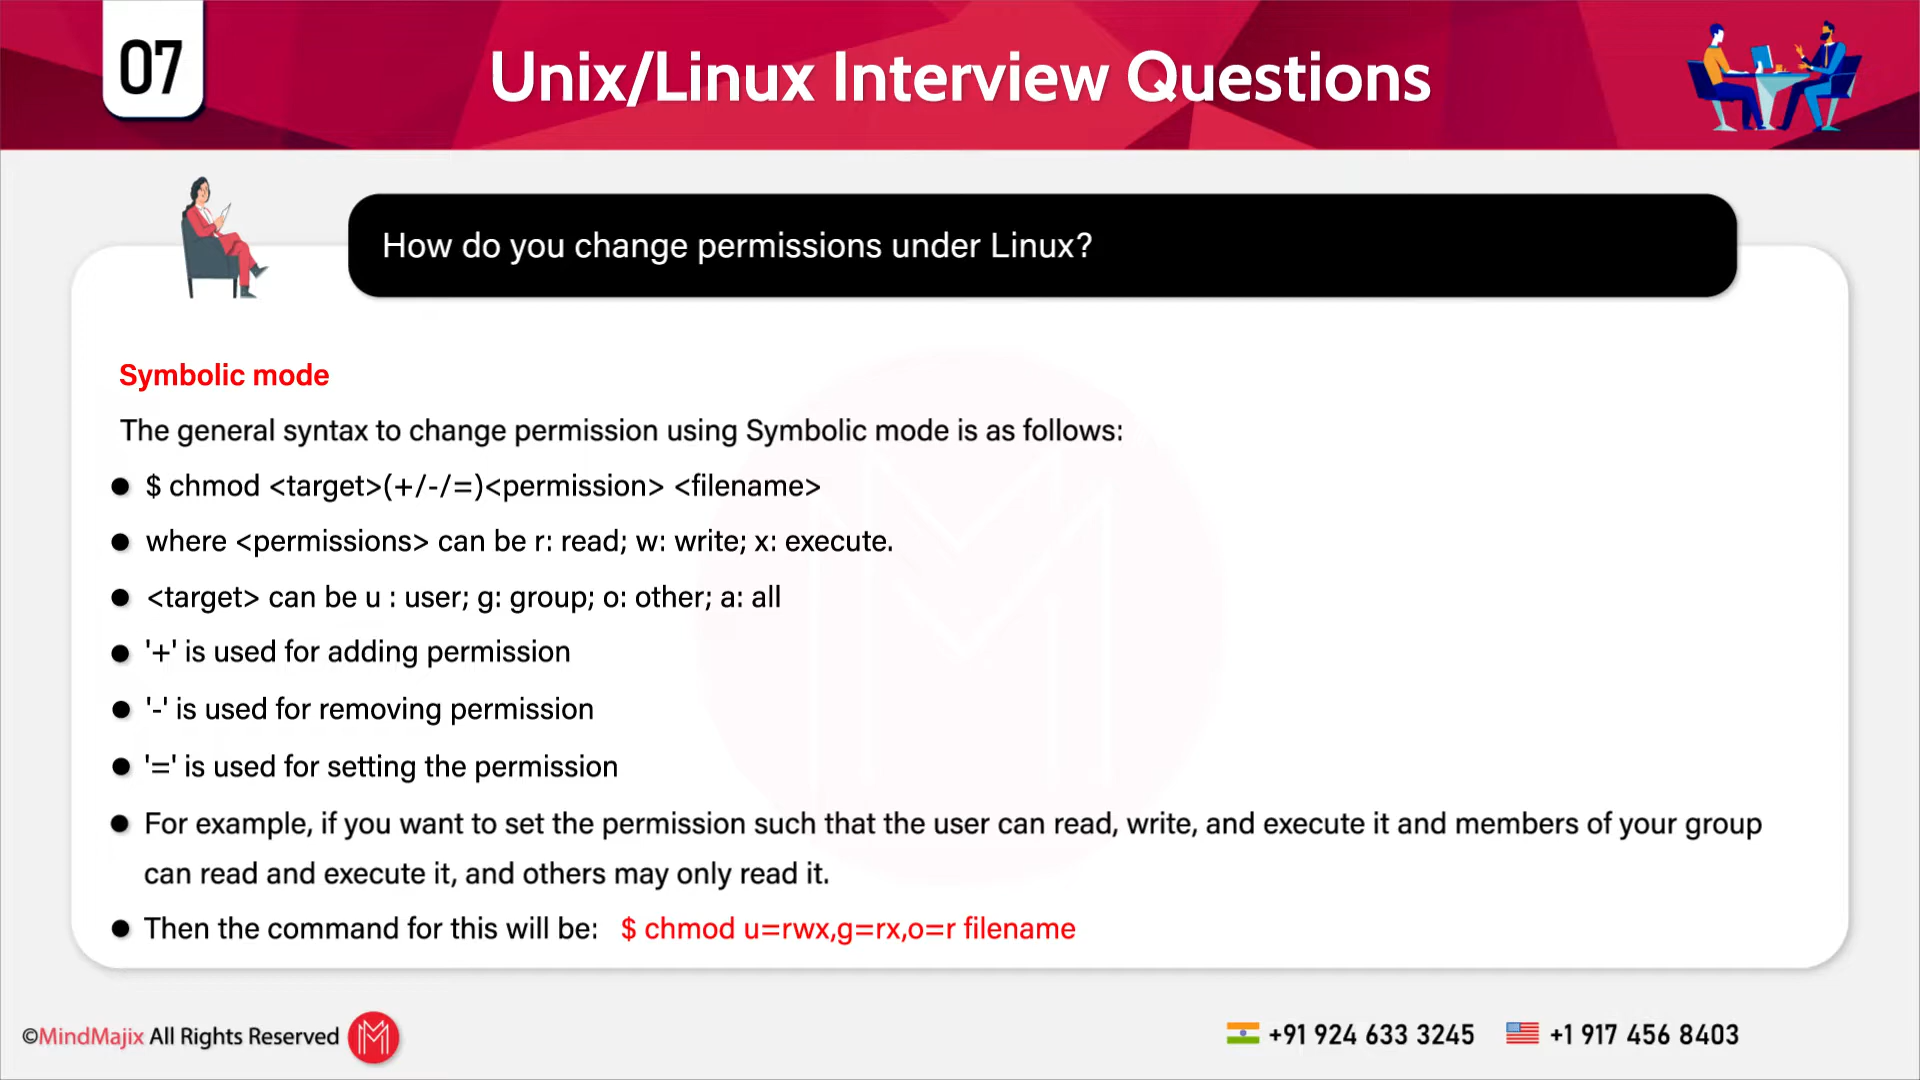 07
Unix/Linux Interview Questions
How do you change permissions under Linux?
Symbolic mode
The general syntax to change permission using Symbolic mode is as follows:
● $ chmod <target>(+/-/=)<permission> <filename>
● where <permissions> can be r: read; w: write; x: execute.
● <target> can be u : user; g: group; o: other; a: all
● '+' is used for adding permission
● '-' is used for removing permission
● '=' is used for setting the permission
● For example, if you want to set the permission such that the user can read, write, and execute it and members of your group
can read and execute it, and others may only read it.
● Then the command for this will be: $ chmod u=rwx,g=rx,o=r filename
©MindMajix All Rights Reserved
+91 924 633 3245 +1 917 456 8403